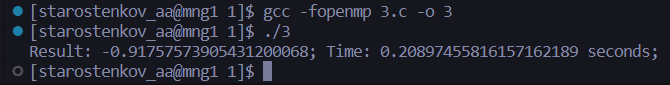 [starostenkov_aa@mng1 1]$ gcc -fopenmp 3.c -o 3
[starostenkov_aa@mng1 1]$ ./3
Result: -0.91757573905431200068; Time: 0.20897455816157162189 seconds;
[starostenkov_aa@mng1 1]$